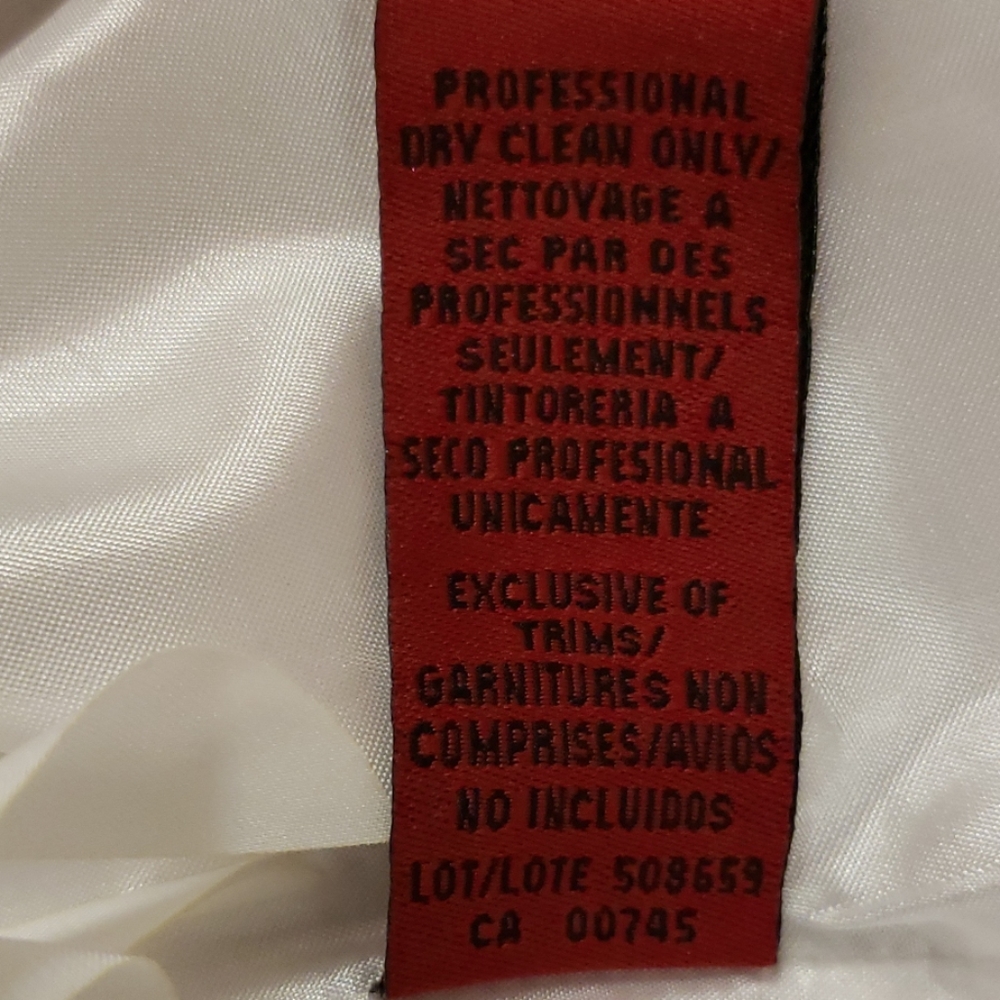 PROFESSIONAL
DRY CLEAN ONLY/
NETTOYAGE A
SEC PAR DES
PROFESSIONNELS
SEULEMENT/
TINTORERIA A
SECO PROFESIONAL
UNICAMENTE
EXCLUSIVE OF
TRIMS/
GARNITURES NON
COMPRISES/AVIOS
NO INCLUIDOS
LOT/LOTE 508659
CA 00745